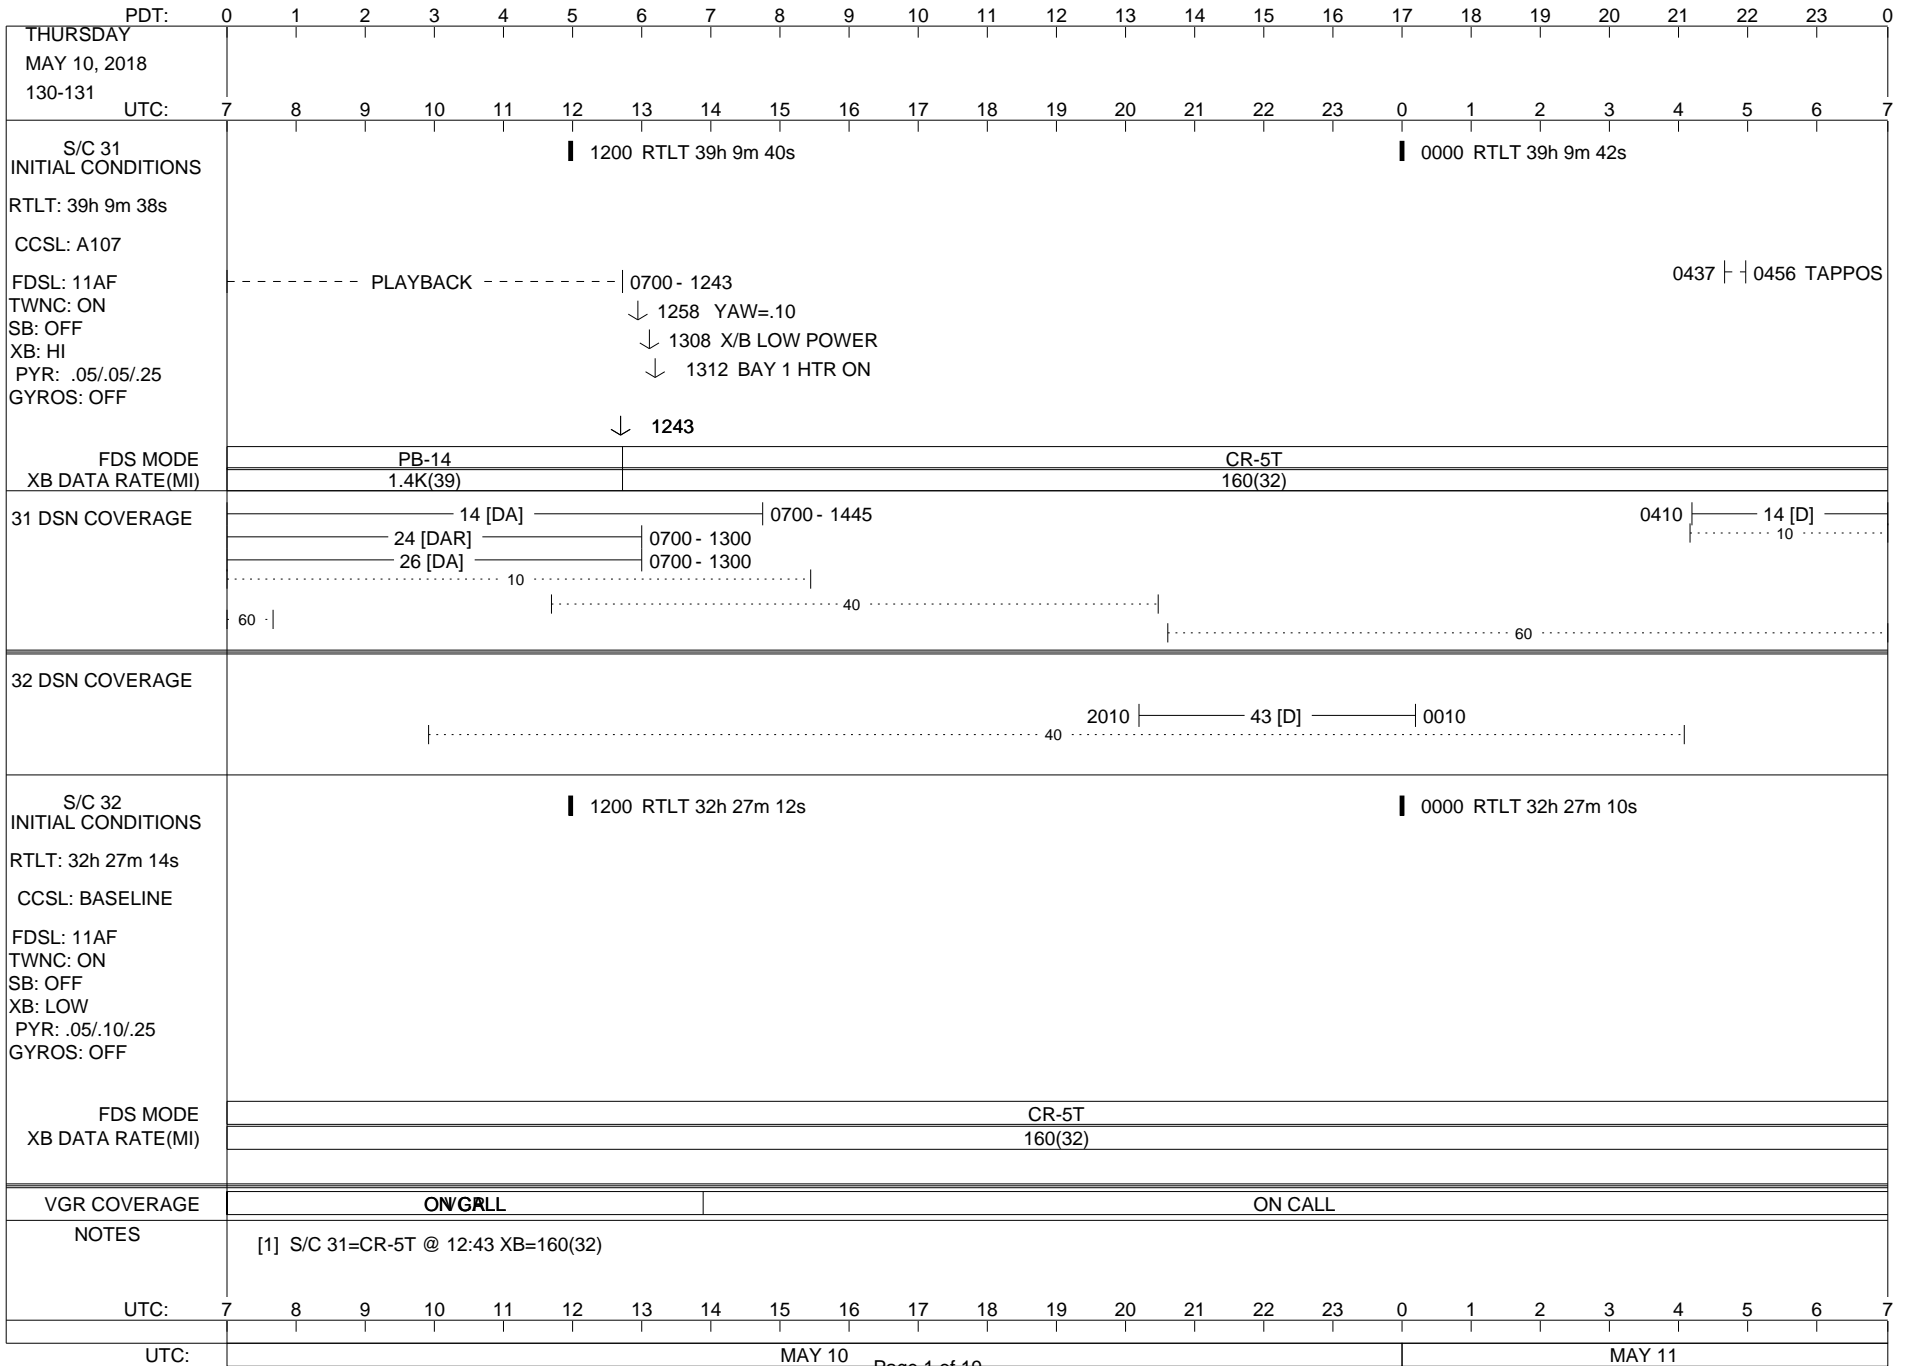 PDT: 0 1 2 3 4 5 6 7 8 9 10 11 12 13 14 15 16 17 18 19 20 21 22 23 0
THURSDAY
MAY 10, 2018
130-131
UTC: 7 8 9 10 11 12 13 14 15 16 17 18 19 20 21 22 23 0 1 2 3 4 5 6 7
S/C 31
INITIAL CONDITIONS
1200 RTLT 39h 9m 40s
0000 RTLT 39h 9m 42s
RTLT: 39h 9m 38s
CCSL: A107
FDSL: 11AF
PLAYBACK 0700 - 1243
0437 0456 TAPPOS
TWNC: ON
1258 YAW=.10
SB: OFF
XB: HI
1308 X/B LOW POWER
PYR: .05/.05/.25
1312 BAY 1 HTR ON
GYROS: OFF
1243
FDS MODE PB-14 CR-5T
XB DATA RATE(MI) 1.4K(39) 160(32)
31 DSN COVERAGE
14 [DA] 0700 - 1445
0410 14 [D]
24 [DAR] 0700 - 1300
10
26 [DA] 0700 - 1300
10
40
60
60
32 DSN COVERAGE
2010 43 [D] 0010
40
S/C 32
INITIAL CONDITIONS
1200 RTLT 32h 27m 12s
0000 RTLT 32h 27m 10s
RTLT: 32h 27m 14s
CCSL: BASELINE
FDSL: 11AF
TWNC: ON
SB: OFF
XB: LOW
PYR: .05/.10/.25
GYROS: OFF
FDS MODE CR-5T
XB DATA RATE(MI) 160(32)
VGR COVERAGE ON CALL
NOTES
[1] S/C 31=CR-5T @ 12:43 XB=160(32)
UTC: 7 8 9 10 11 12 13 14 15 16 17 18 19 20 21 22 23 0 1 2 3 4 5 6 7
UTC: MAY 10 MAY 11